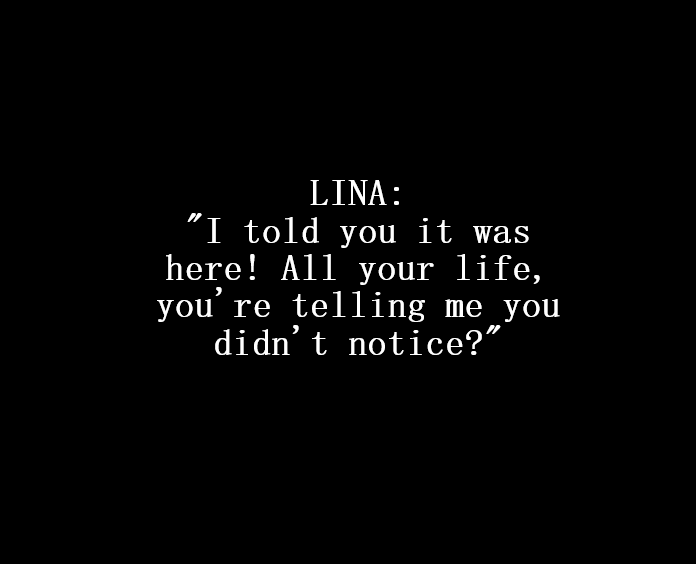 LINA:
"I told you it was
here! All your life,
you're telling me you
didn't notice?"